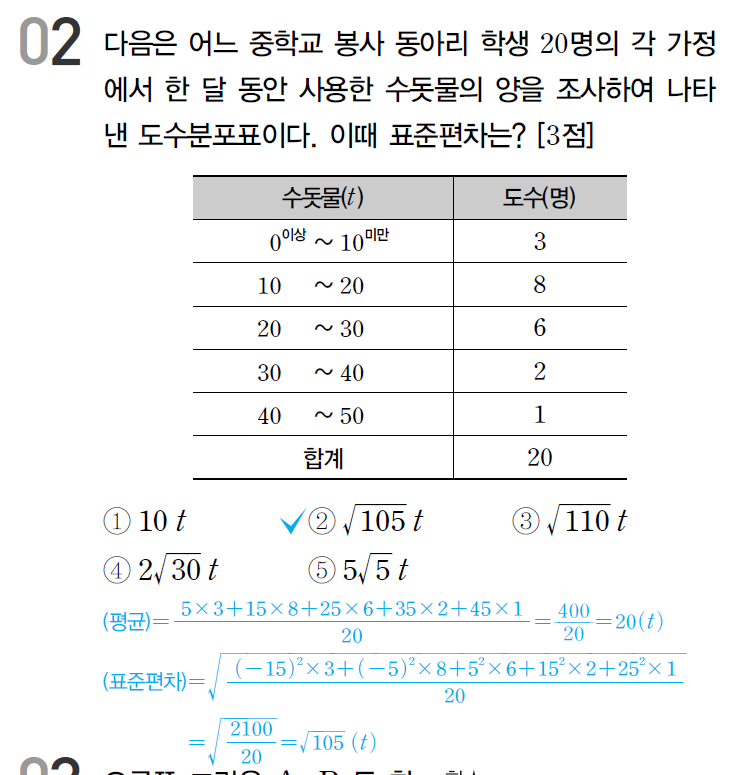 02 다음은 어느 중학교 봉사 동아리 학생 20명의 각 가정
에서 한 달 동안 사용한 수돗물의 양을 조사하여 나타
낸 도수분포표이다. 이때 표준편차는? [3점]
수돗물(t) 도수(명)
0이상 ~ 10미만 3
10 ~ 20 8
20 ~ 30 6
30 ~ 40 2
40 ~ 50 1
합계 20
① 10 t ✓② √105 t ③ √110 t
④ 2√30 t ⑤ 5√5 t
(평균)=(5×3+15×8+25×6+35×2+45×1)/20=400/20=20(t)
(표준편차)=√(((-15)²×3+(-5)²×8+5²×6+15²×2+25²×1)/20)
=√(2100/20)=√105 (t)